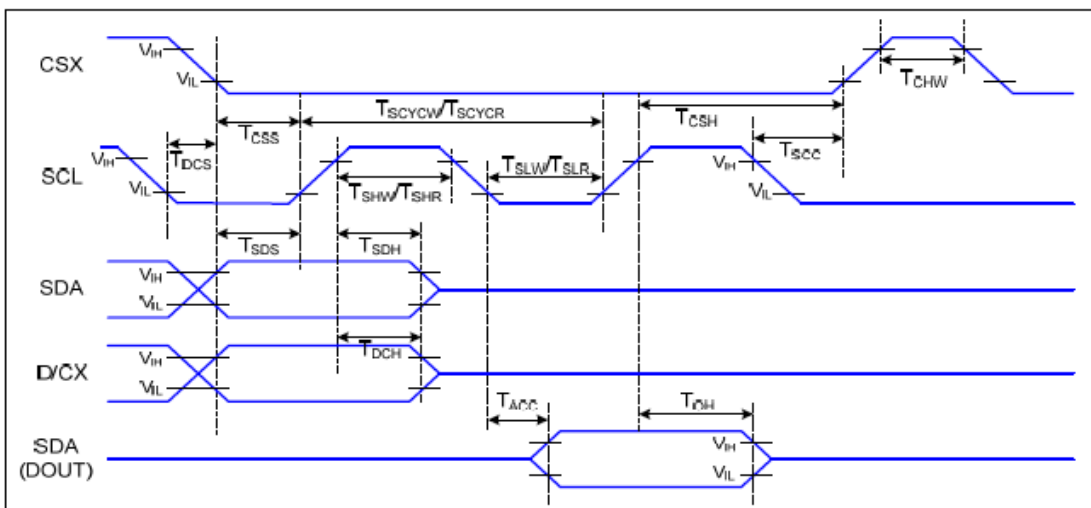 CSX
VIH
VIL
TCHW
TSCYCW/TSCYCR
TCSS
TCSH
TDCS
TSCC
SCL
VIH
VIL
TSLW/TSLR
VIH
VIL
TSHW/TSHR
TSDS
TSDH
SDA
VIH
VIL
D/CX
VIH
VIL
TDCH
TACC
TOH
SDA
(DOUT)
VIH
VIL